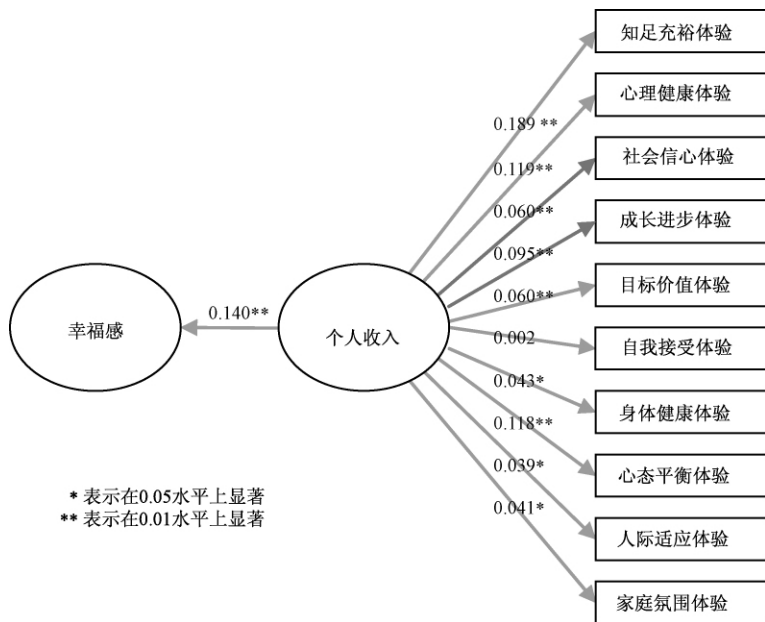 知足充裕体验
心理健康体验
0.189 **
社会信心体验
0.119**
0.060**
成长进步体验
0.095**
目标价值体验
0.060**
0.140**
幸福感
个人收入
0.002
自我接受体验
0.043*
身体健康体验
0.118**
心态平衡体验
0.039*
* 表示在0.05水平上显著
0.041*
** 表示在0.01水平上显著
人际适应体验
家庭氛围体验